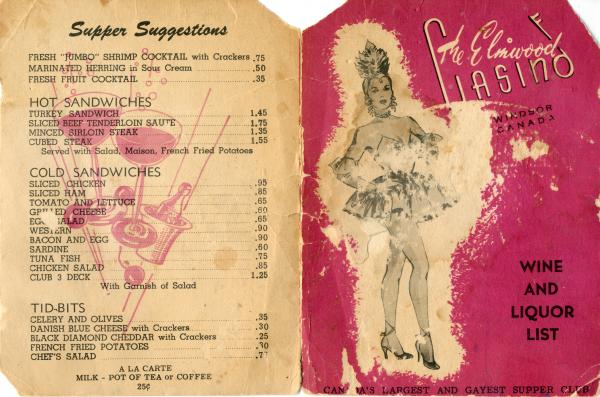 Supper Suggestions
FRESH "JUMBO" SHRIMP COCKTAIL with Crackers .75
MARINATED HERRING in Sour Cream .50
FRESH FRUIT COCKTAIL .35
HOT SANDWICHES
TURKEY SANDWICH 1.45
SLICED BEEF TENDERLOIN SAUTE 1.75
MINCED SIRLOIN STEAK 1.35
CUBED STEAK 1.55
Served with Salad, Maison, French Fried Potatoes
COLD SANDWICHES
SLICED CHICKEN .95
SLICED HAM .85
TOMATO AND LETTUCE .65
GRILLED CHEESE .60
EGG SALAD .65
WESTERN .90
BACON AND EGG .90
SARDINE .60
TUNA FISH .75
CHICKEN SALAD .85
CLUB 3 DECK 1.25
With Garnish of Salad
TID-BITS
CELERY AND OLIVES .35
DANISH BLUE CHEESE with Crackers .30
BLACK DIAMOND CHEDDAR with Crackers .25
FRENCH FRIED POTATOES .30
CHEF'S SALAD
A LA CARTE
MILK - POT OF TEA or COFFEE
25¢
The Elmwood
CASINO
WINDSOR
CANADA
WINE
AND
LIQUOR
LIST
CANADA'S LARGEST AND GAYEST SUPPER CLUB